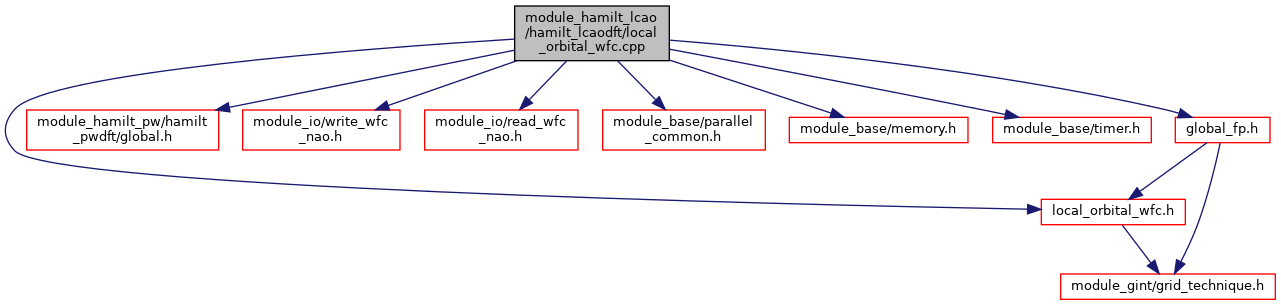 module_hamilt_lcao
/hamilt_lcaodft/local
_orbital_wfc.cpp
module_hamilt_pw/hamilt
_pwdft/global.h
module_io/write_wfc
_nao.h
module_io/read_wfc
_nao.h
module_base/parallel
_common.h
module_base/memory.h
module_base/timer.h
global_fp.h
local_orbital_wfc.h
module_gint/grid_technique.h